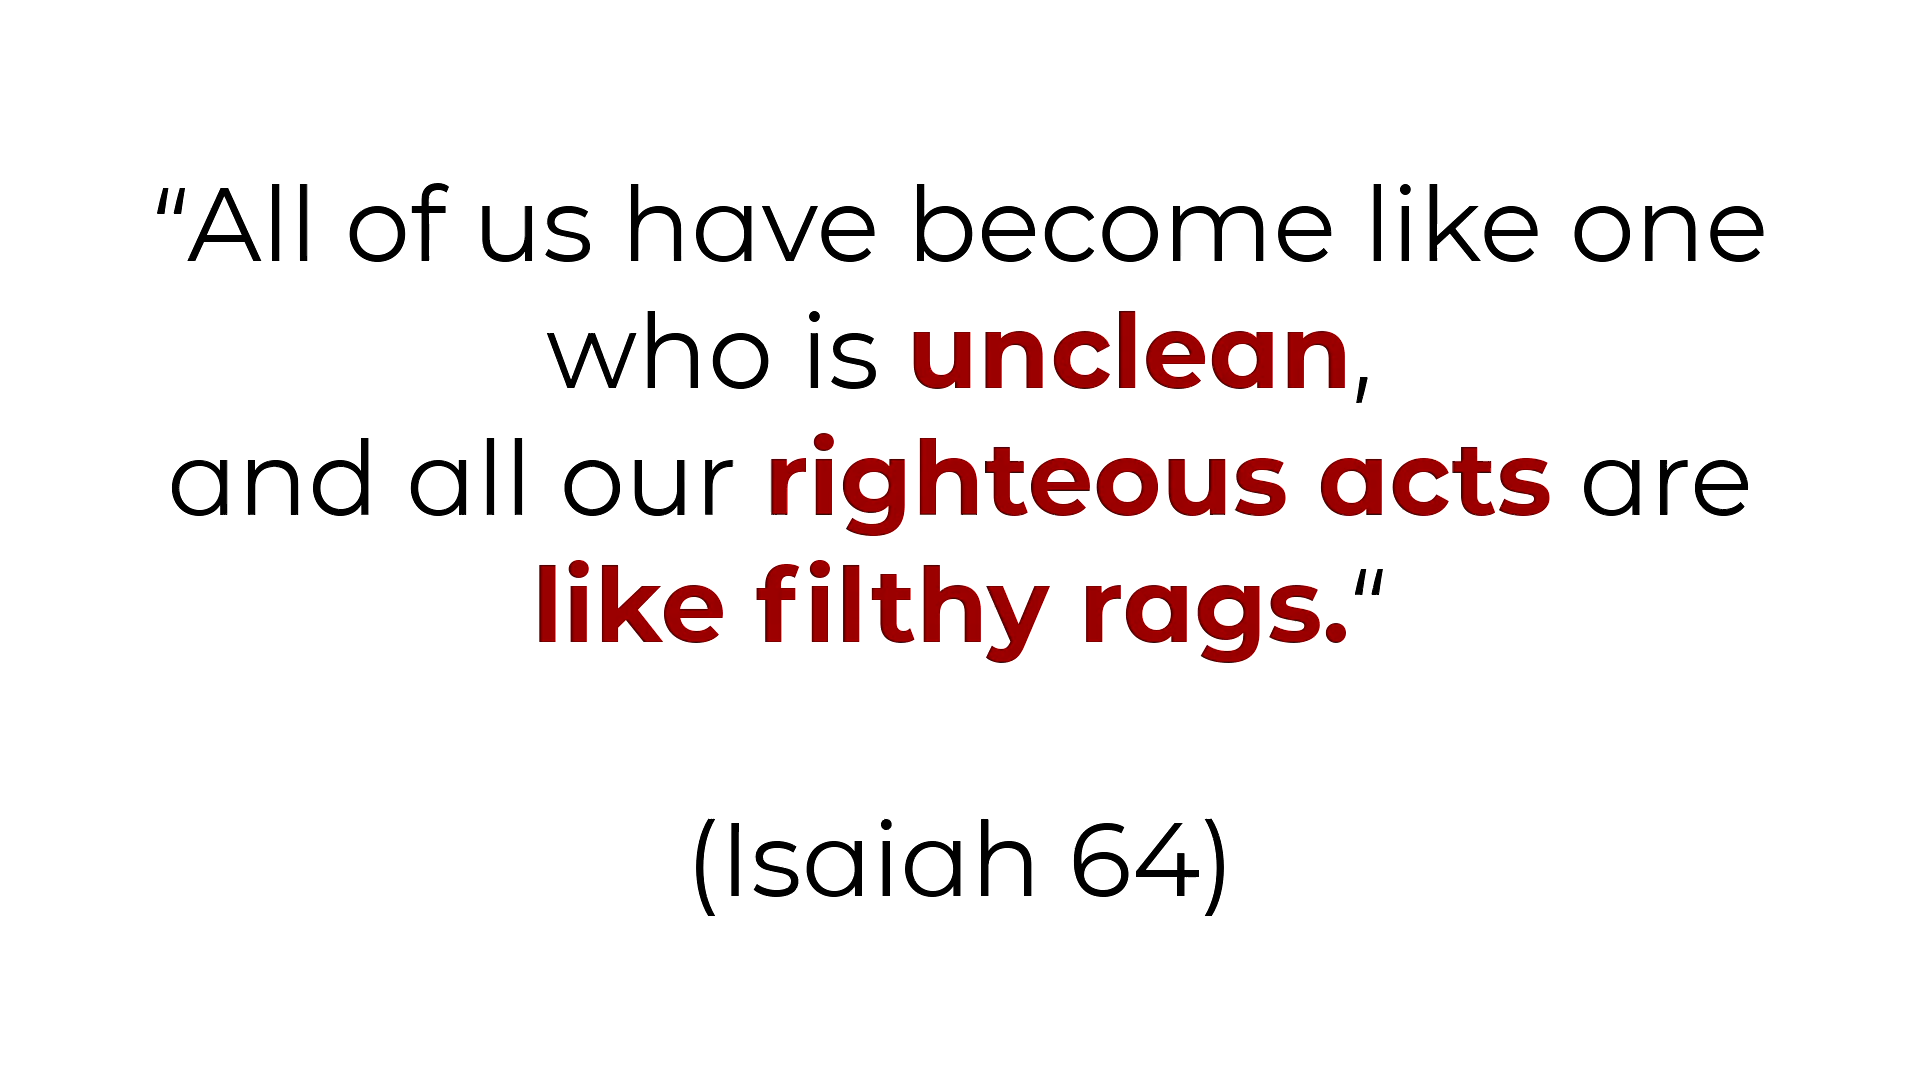 “All of us have become like one
who is unclean,
and all our righteous acts are
like filthy rags.“
(Isaiah 64)